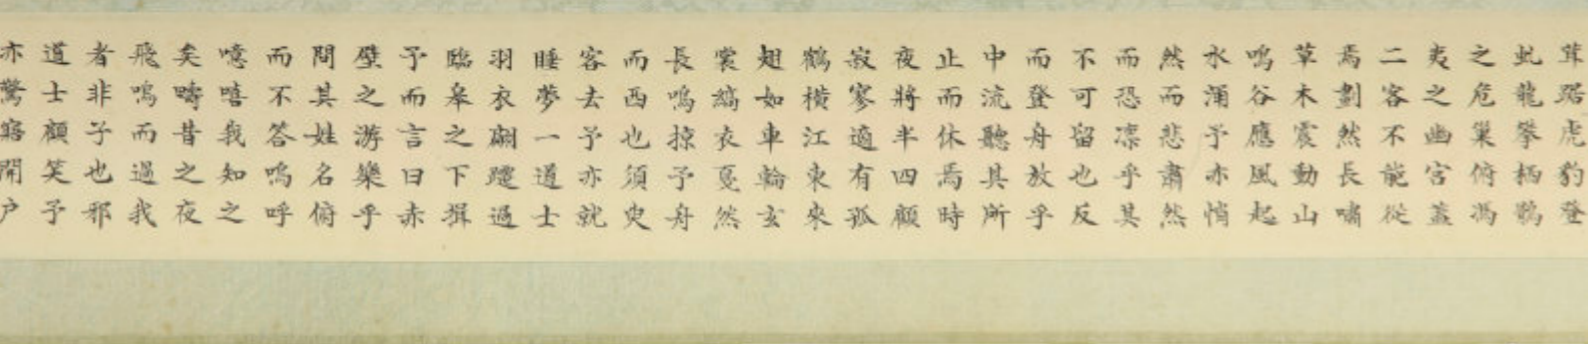 茸踞虎豹登
虬龍攀栖鶻
之危巢俯馮
夷之幽宮蓋
二客不能從
焉劃然長嘯
草木震動山
鳴谷應風起
水涌予亦悄
然而悲肅然
而恐凜乎其
不可留也反
而登舟放乎
中流聽其所
止而休焉時
夜將半四顧
寂寥適有孤
鶴橫江東來
翅如車輪玄
裳縞衣戛然
長鳴掠予舟
而西也須臾
客去予亦就
睡夢一道士
羽衣翩躚過
臨皋之下揖
予而言曰赤
壁之游樂乎
問其姓名俯
而不答嗚呼
噫嘻我知之
矣疇昔之夜
飛鳴而過我
者非子也邪
道士顧笑予
亦驚寤開户